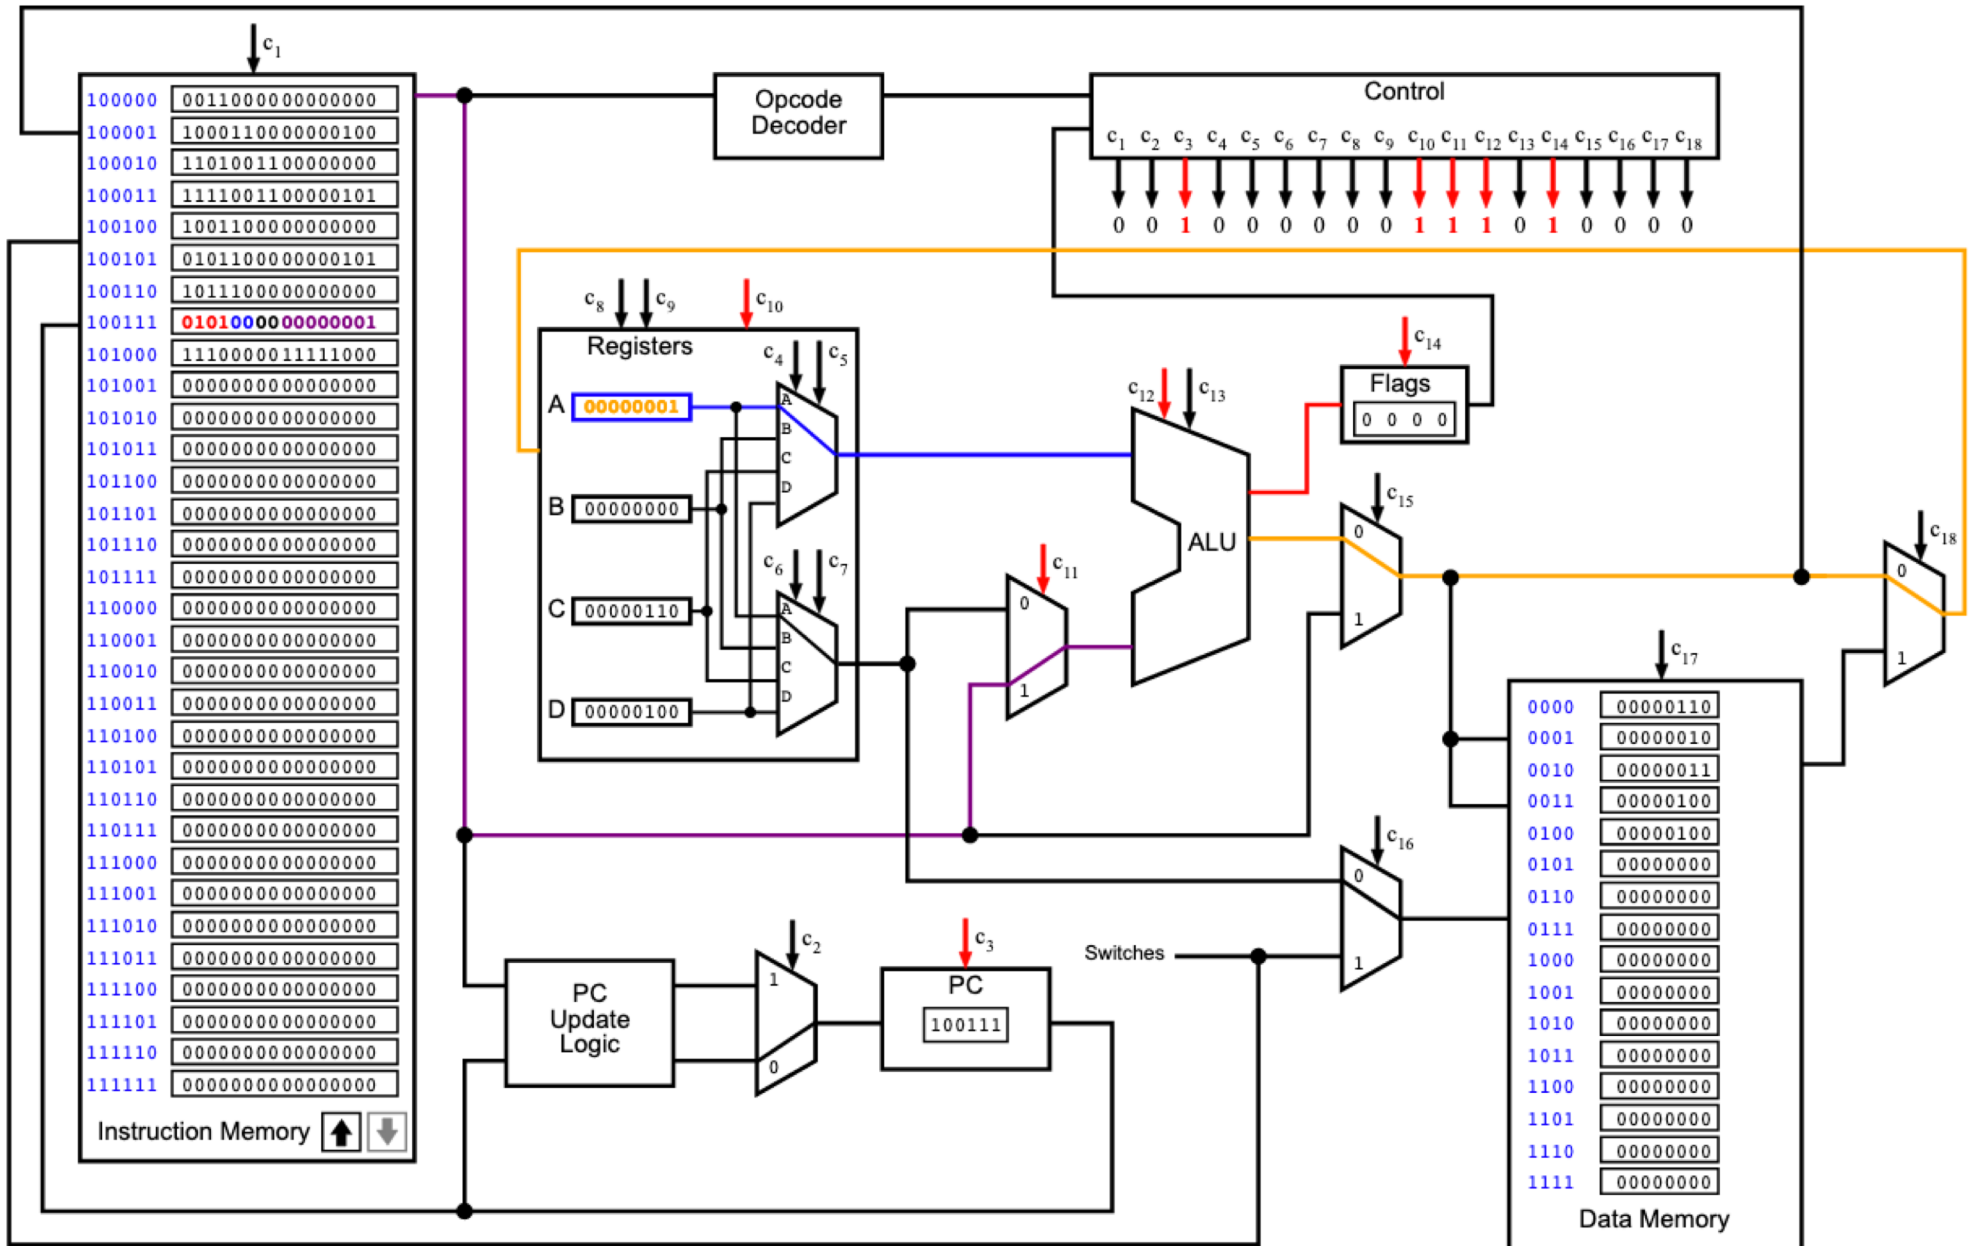 c1
100000 0011000000000000
100001 1000110000000100
100010 1101001100000000
100011 1111001100000101
100100 1001100000000000
100101 0101100000000101
100110 1011100000000000
100111 0101000000000001
101000 1110000011111000
101001 0000000000000000
101010 0000000000000000
101011 0000000000000000
101100 0000000000000000
101101 0000000000000000
101110 0000000000000000
101111 0000000000000000
110000 0000000000000000
110001 0000000000000000
110010 0000000000000000
110011 0000000000000000
110100 0000000000000000
110101 0000000000000000
110110 0000000000000000
110111 0000000000000000
111000 0000000000000000
111001 0000000000000000
111010 0000000000000000
111011 0000000000000000
111100 0000000000000000
111101 0000000000000000
111110 0000000000000000
111111 0000000000000000
Instruction Memory
Opcode
Decoder
Control
c1 c2 c3 c4 c5 c6 c7 c8 c9 c10 c11 c12 c13 c14 c15 c16 c17 c18
0 0 1 0 0 0 0 0 0 1 1 1 0 1 0 0 0 0
c8 c9 c10
Registers
c4 c5
A 00000001
A
B
C
D
B 00000000
c6 c7
C 00000110
A
B
C
D
D 00000100
c11
0
1
c12 c13
ALU
c14
Flags
0 0 0 0
c15
0
1
c18
0
1
c16
0
1
Switches
PC
Update
Logic
c2
1
0
c3
PC
100111
c17
0000 00000110
0001 00000010
0010 00000011
0011 00000100
0100 00000100
0101 00000000
0110 00000000
0111 00000000
1000 00000000
1001 00000000
1010 00000000
1011 00000000
1100 00000000
1101 00000000
1110 00000000
1111 00000000
Data Memory